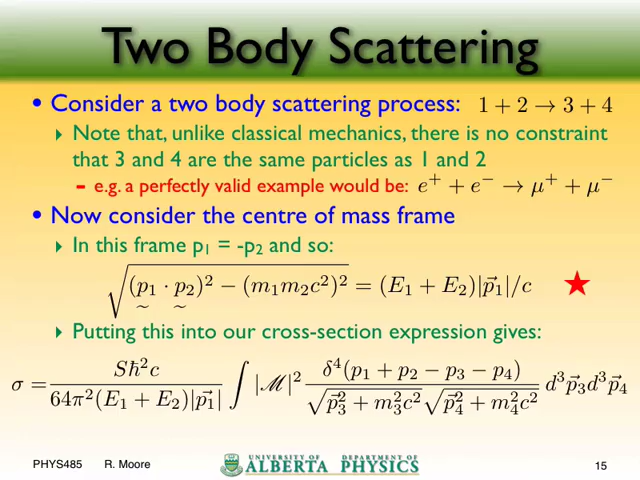 Two Body Scattering
• Consider a two body scattering process: 1 + 2 → 3 + 4
‣ Note that, unlike classical mechanics, there is no constraint
that 3 and 4 are the same particles as 1 and 2
- e.g. a perfectly valid example would be: e⁺ + e⁻ → μ⁺ + μ⁻
• Now consider the centre of mass frame
‣ In this frame p₁ = -p₂ and so:
√((p̰₁ · p̰₂)² − (m₁m₂c²)²) = (E₁ + E₂)|p⃗₁|/c ★
‣ Putting this into our cross-section expression gives:
σ = Sℏ²c / (64π²(E₁ + E₂)|p⃗₁|) ∫ |ℳ|² δ⁴(p₁ + p₂ − p₃ − p₄) / (√(p⃗₃² + m₃²c²) √(p⃗₄² + m₄²c²)) d³p⃗₃d³p⃗₄
PHYS485 R. Moore
UNIVERSITY OF DEPARTMENT OF
ALBERTA PHYSICS
15